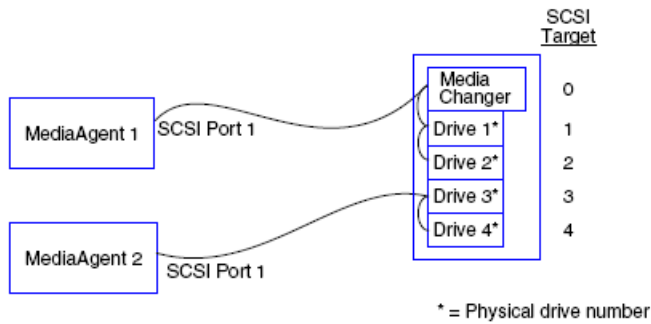 SCSI
Target
Media
Changer
0
MediaAgent 1
SCSI Port 1
Drive 1*
1
Drive 2*
2
Drive 3*
3
Drive 4*
4
MediaAgent 2
SCSI Port 1
* = Physical drive number